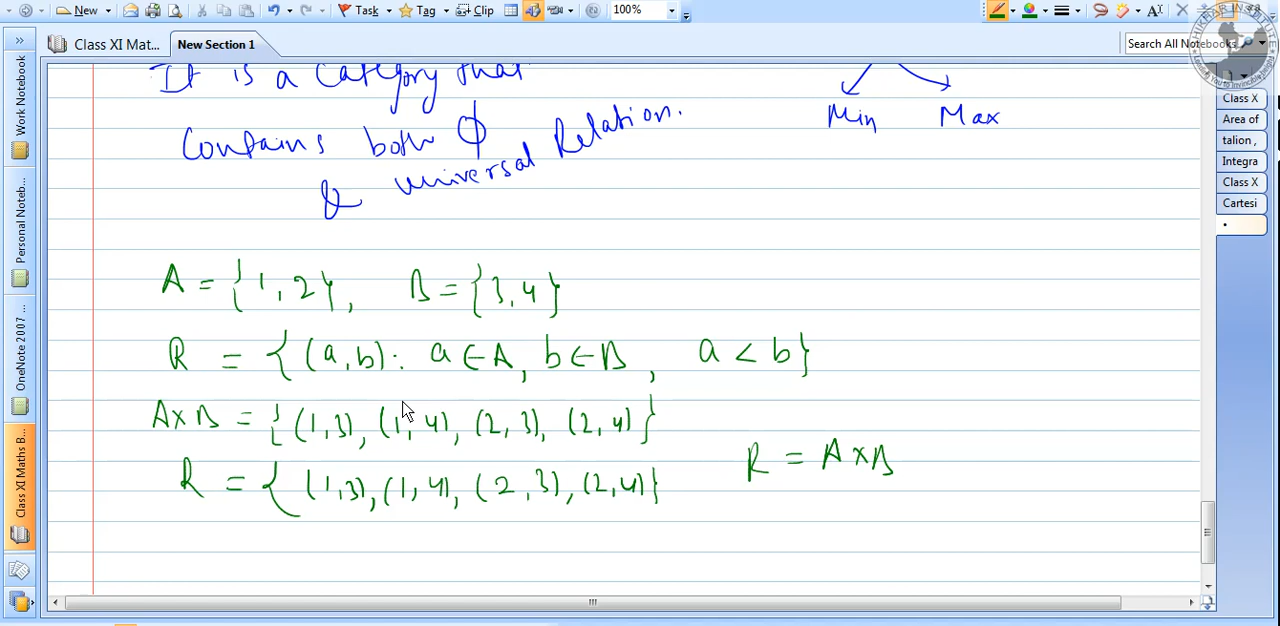 New Task Tag Clip 100%
Class XI Mat... New Section 1 Search All Notebooks
Work Notebook
Personal Noteb...
OneNote 2007 ...
Class XI Maths B...
It is a Category that
Contains both ϕ
& universal Relation.
Min Max
A = {1, 2}, B = {3, 4}
R = {(a, b): a ∈ A, b ∈ B, a < b}
A×B = {(1,3), (1,4), (2,3), (2,4)}
R = {(1,3), (1,4), (2,3), (2,4)}
R = A×B
Class X
Area of
talion ,
Integra
Class X
Cartesi